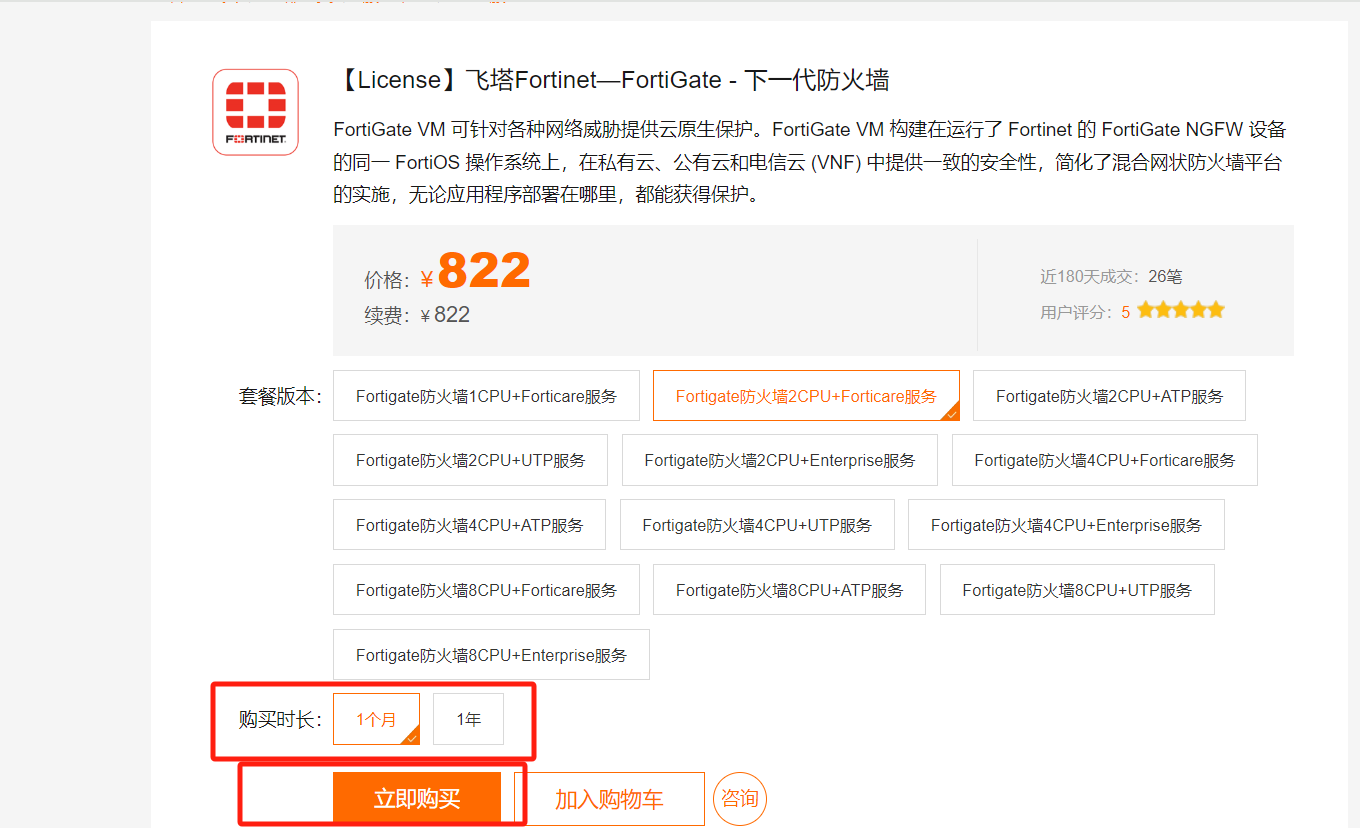 【License】飞塔Fortinet—FortiGate - 下一代防火墙
FORTINET
FortiGate VM 可针对各种网络威胁提供云原生保护。FortiGate VM 构建在运行了 Fortinet 的 FortiGate NGFW 设备
的同一 FortiOS 操作系统上，在私有云、公有云和电信云 (VNF) 中提供一致的安全性，简化了混合网状防火墙平台
的实施，无论应用程序部署在哪里，都能获得保护。
价格： ¥822
续费： ¥822
近180天成交： 26笔
用户评分： 5
套餐版本： Fortigate防火墙1CPU+Forticare服务 Fortigate防火墙2CPU+Forticare服务 Fortigate防火墙2CPU+ATP服务
Fortigate防火墙2CPU+UTP服务 Fortigate防火墙2CPU+Enterprise服务 Fortigate防火墙4CPU+Forticare服务
Fortigate防火墙4CPU+ATP服务 Fortigate防火墙4CPU+UTP服务 Fortigate防火墙4CPU+Enterprise服务
Fortigate防火墙8CPU+Forticare服务 Fortigate防火墙8CPU+ATP服务 Fortigate防火墙8CPU+UTP服务
Fortigate防火墙8CPU+Enterprise服务
购买时长： 1个月 1年
立即购买 加入购物车 咨询